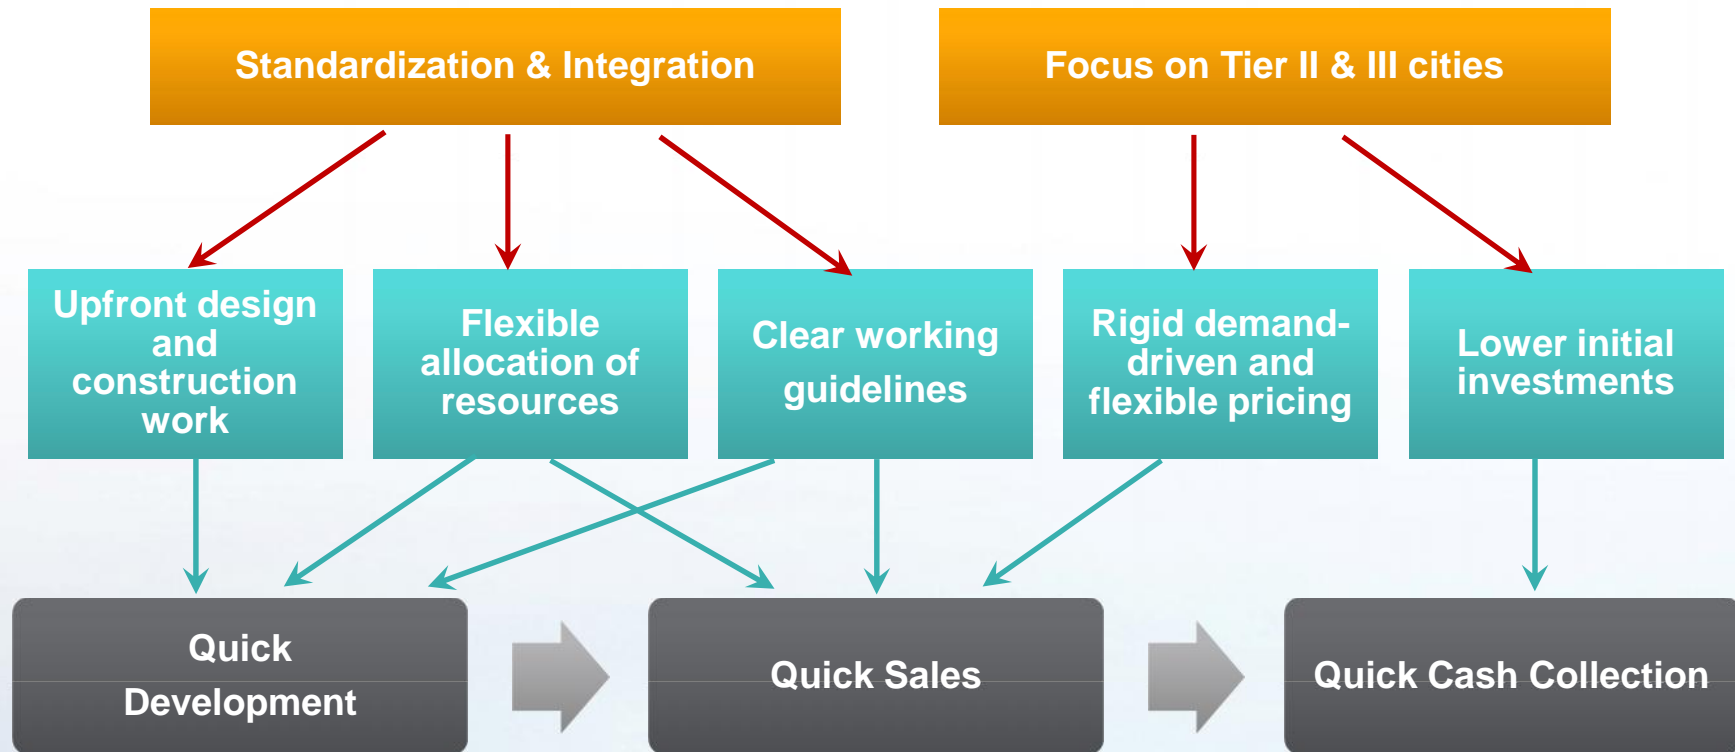 Standardization & Integration
Focus on Tier II & III cities
Upfront design
and
construction
work
Flexible
allocation of
resources
Clear working
guidelines
Rigid demand-
driven and
flexible pricing
Lower initial
investments
Quick
Development
Quick Sales
Quick Cash Collection